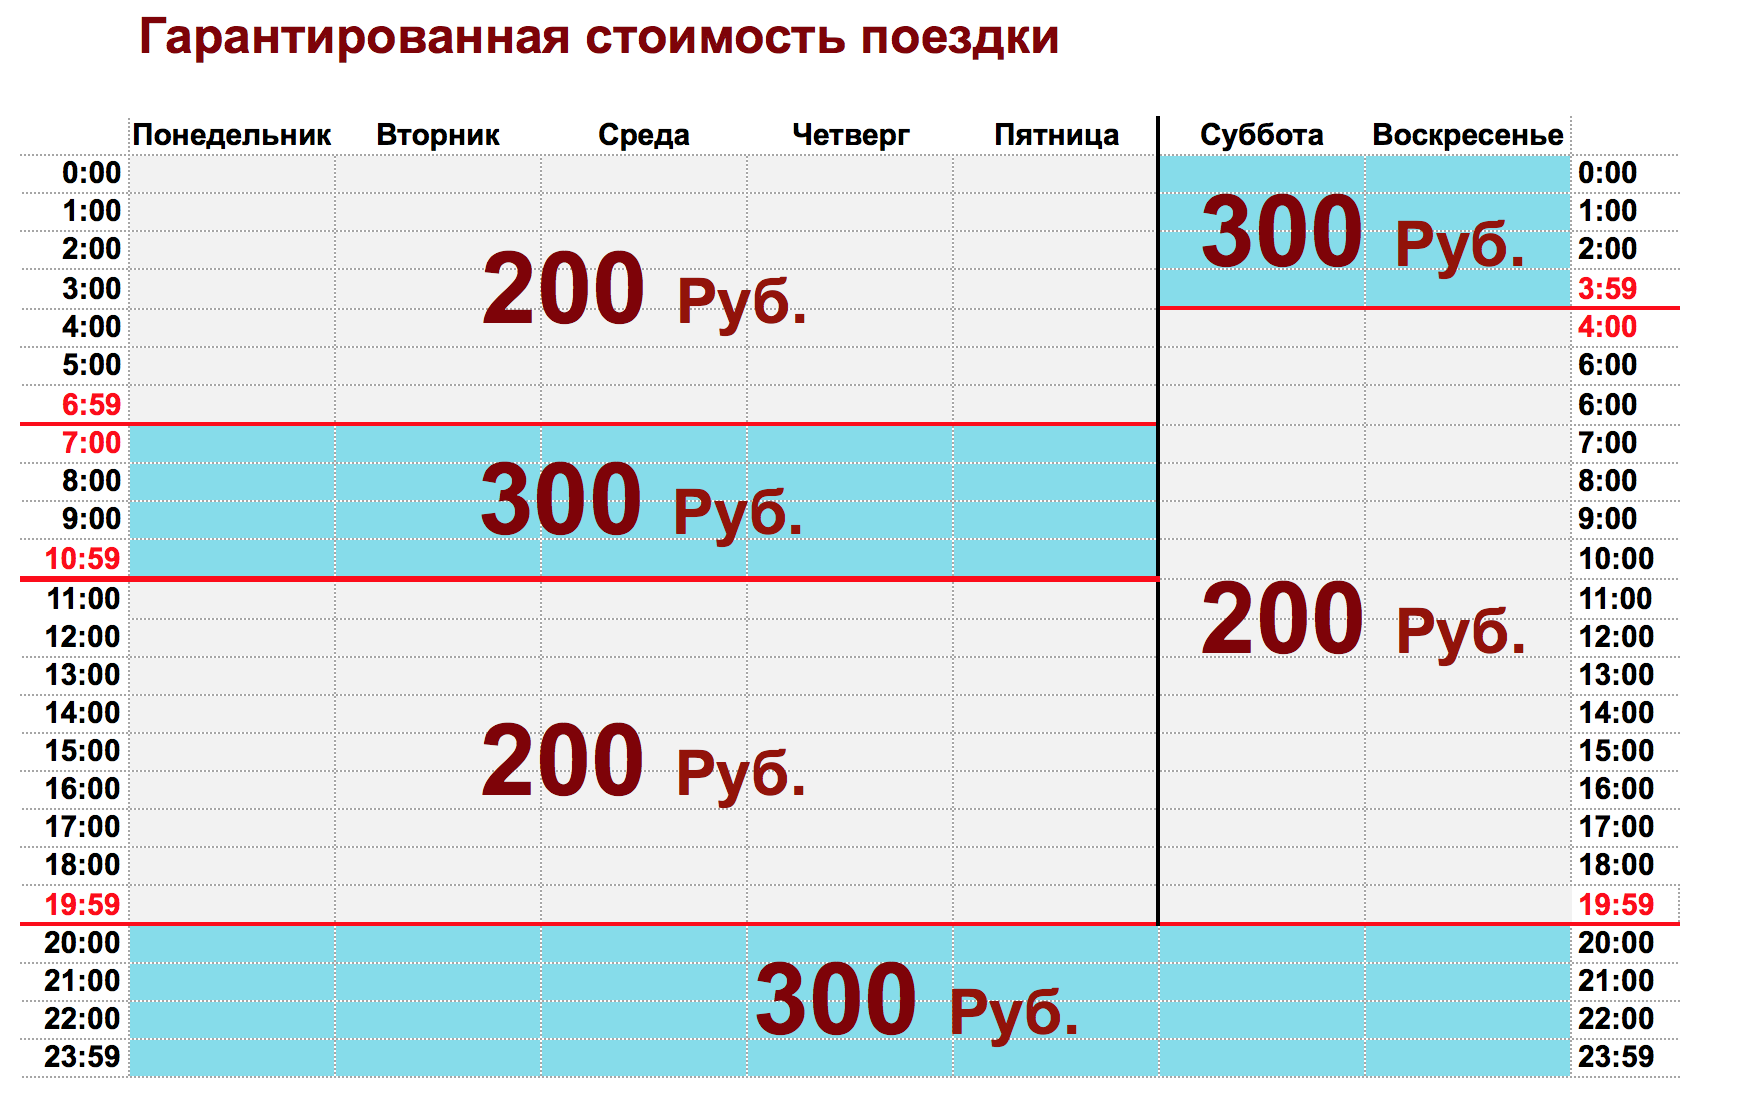 Гарантированная стоимость поездки
Понедельник Вторник Среда Четверг Пятница Суббота Воскресенье
0:00 0:00
1:00 300 Руб. 1:00
2:00 2:00
3:00 200 Руб. 3:59
4:00 4:00
5:00 6:00
6:59 6:00
7:00 7:00
8:00 8:00
9:00 300 Руб. 9:00
10:59 10:00
11:00 11:00
12:00 200 Руб. 12:00
13:00 13:00
14:00 14:00
15:00 200 Руб. 15:00
16:00 16:00
17:00 17:00
18:00 18:00
19:59 19:59
20:00 20:00
21:00 300 Руб. 21:00
22:00 22:00
23:59 23:59